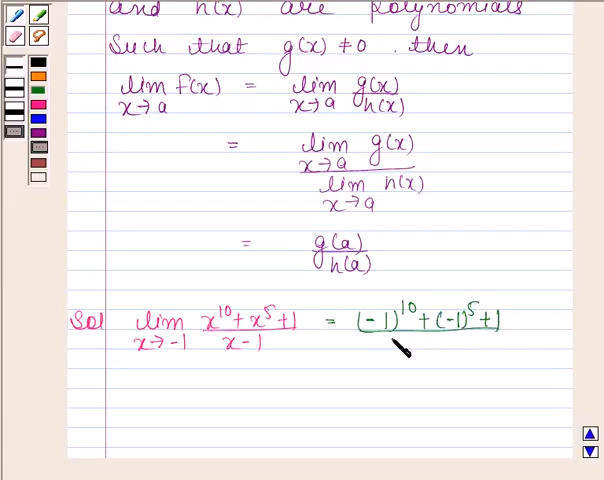 and h(x) are polynomials
Such that g(x) ≠ 0 . then
lim x→a f(x) = lim x→a g(x)/h(x)
= lim x→a g(x) / lim x→a h(x)
= g(a)/h(a)
Sol lim x→-1 x^10 + x^5 + 1 / x - 1 = (-1)^10 + (-1)^5 + 1